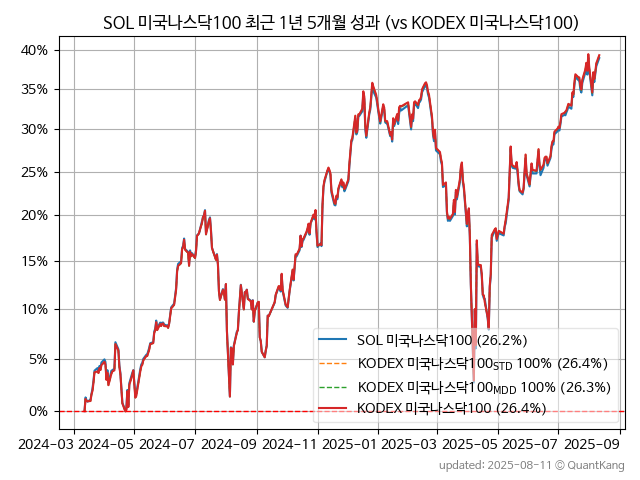 SOL 미국나스닥100 최근 1년 5개월 성과 (vs KODEX 미국나스닥100)
40%
35%
30%
25%
20%
15%
10%
5%
0%
SOL 미국나스닥100 (26.2%)
KODEX 미국나스닥100STD 100% (26.4%)
KODEX 미국나스닥100MDD 100% (26.3%)
KODEX 미국나스닥100 (26.4%)
2024-03 2024-05 2024-07 2024-09 2024-11 2025-01 2025-03 2025-05 2025-07 2025-09
updated: 2025-08-11 © QuantKang